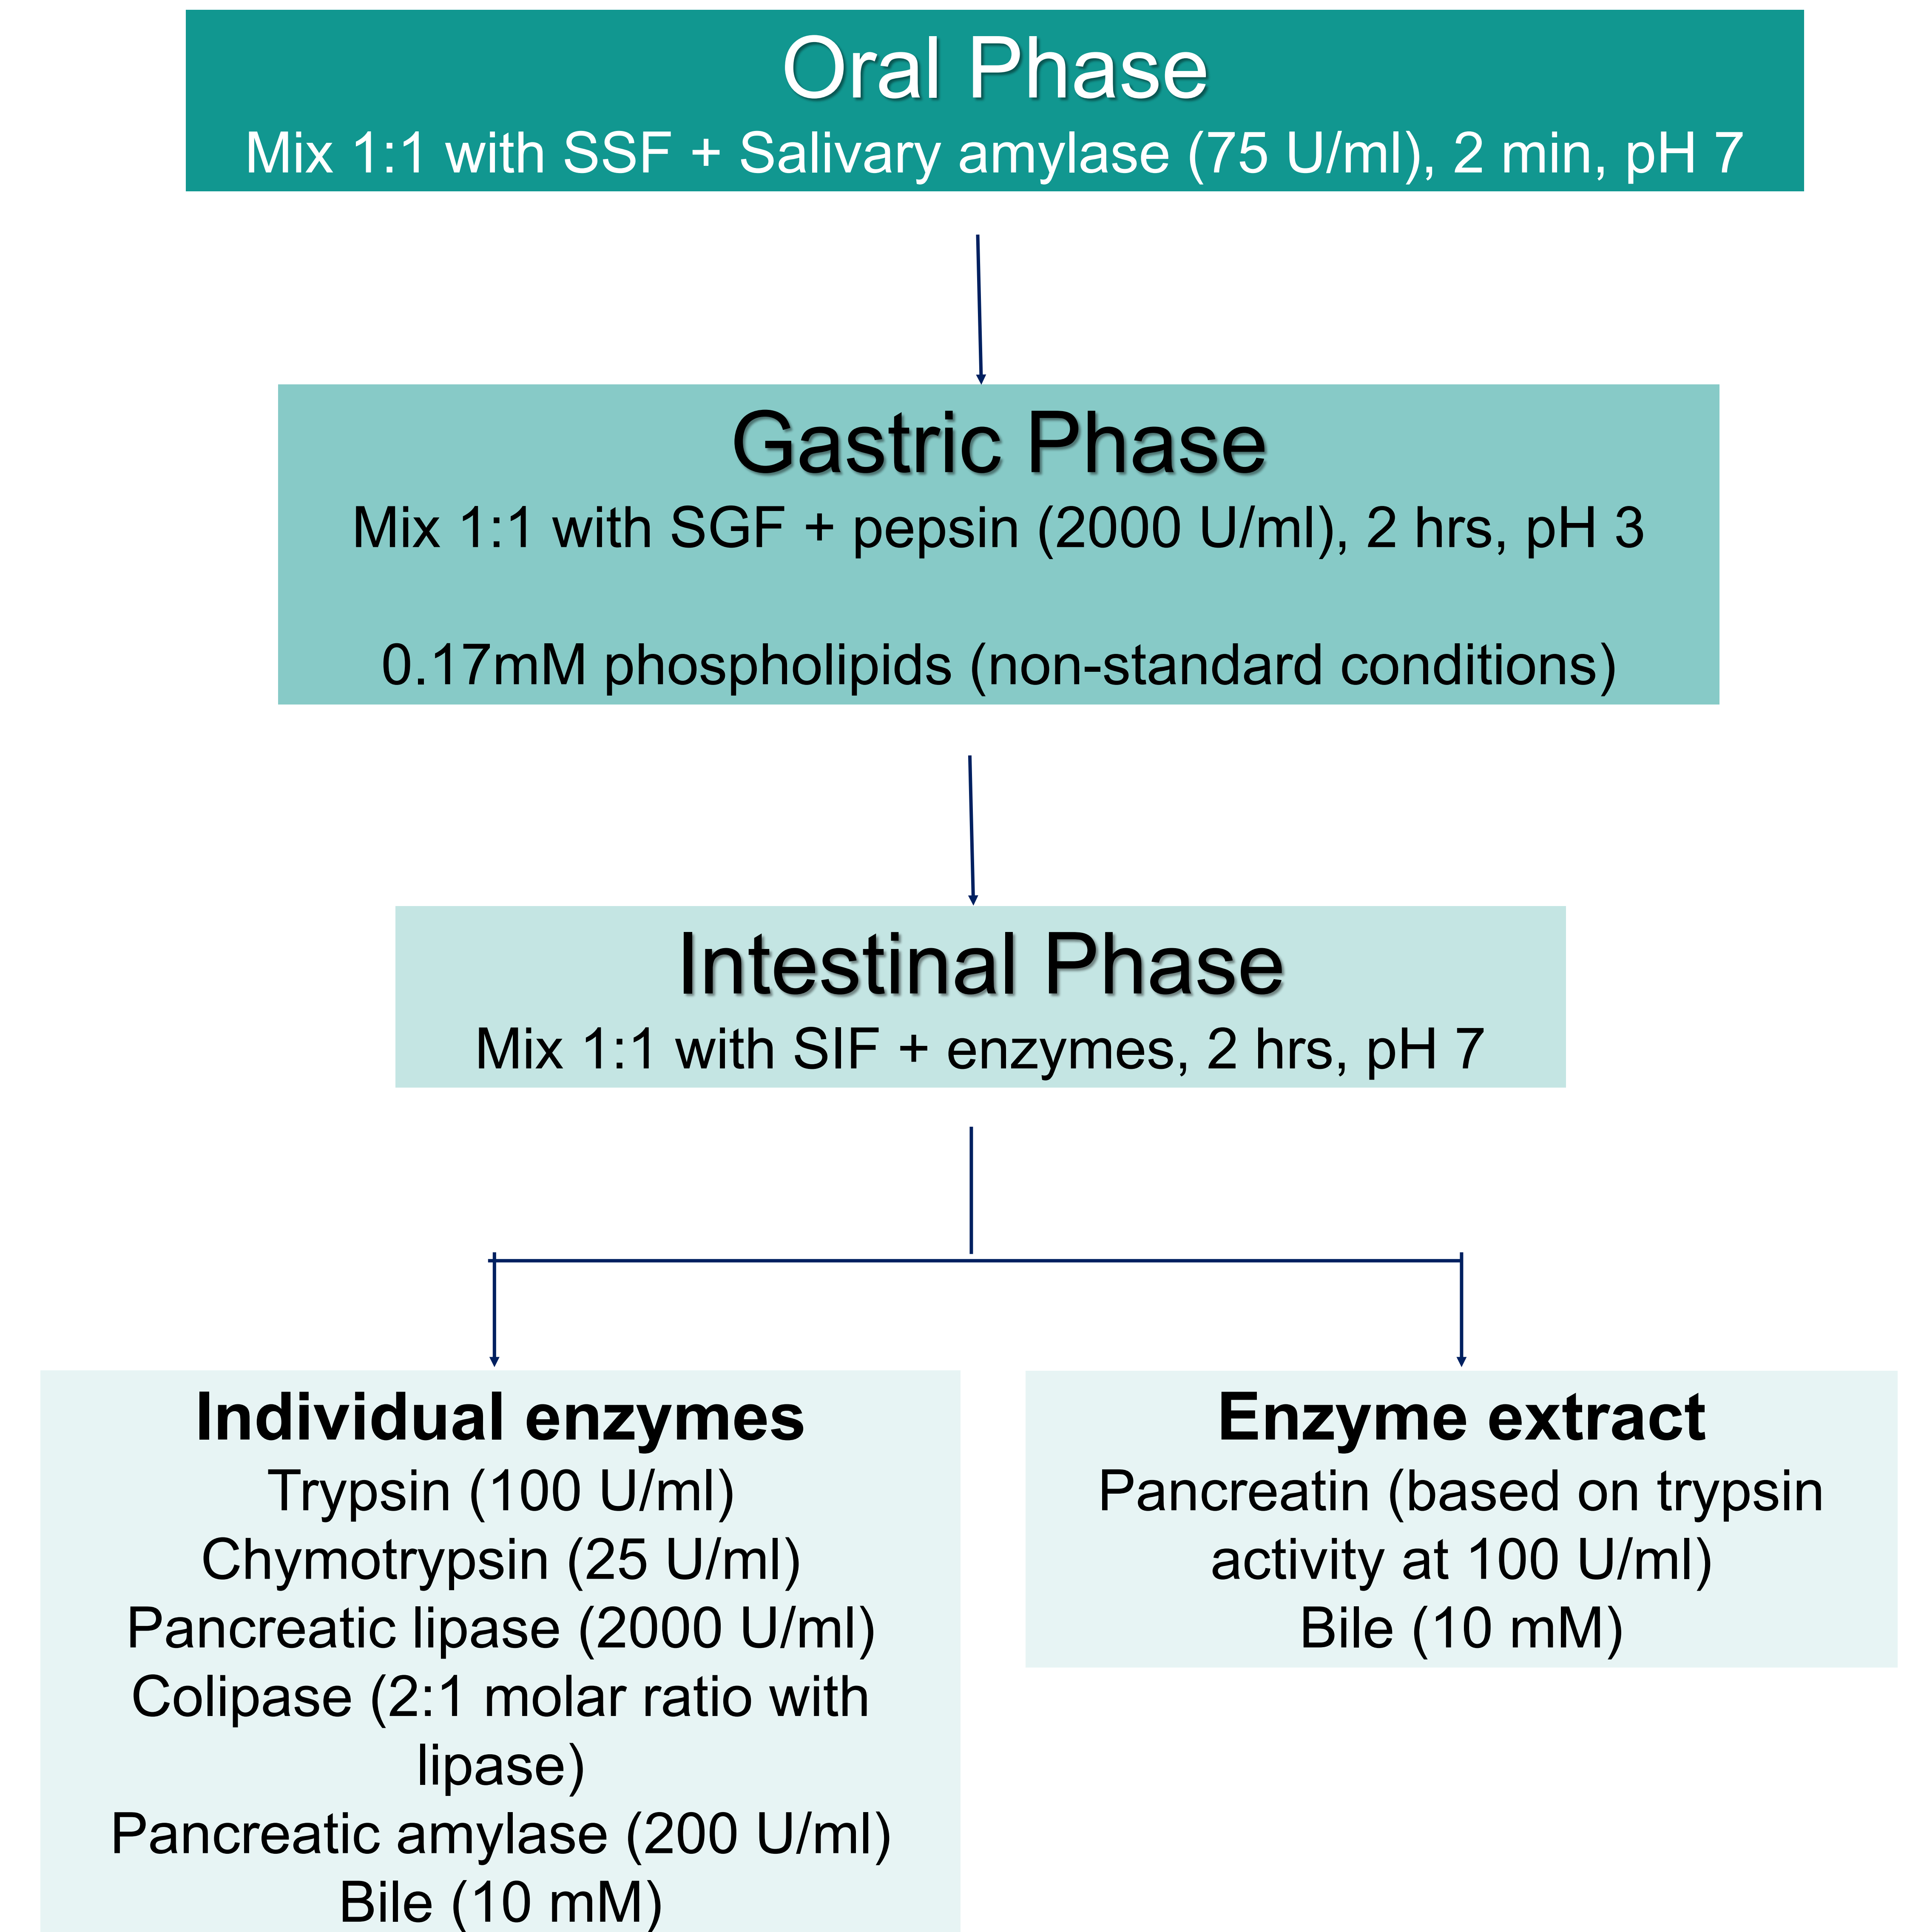 Oral Phase
Mix 1:1 with SSF + Salivary amylase (75 U/ml), 2 min, pH 7
Gastric Phase
Mix 1:1 with SGF + pepsin (2000 U/ml), 2 hrs, pH 3
0.17mM phospholipids (non-standard conditions)
Intestinal Phase
Mix 1:1 with SIF + enzymes, 2 hrs, pH 7
Individual enzymes
Trypsin (100 U/ml)
Chymotrypsin (25 U/ml)
Pancreatic lipase (2000 U/ml)
Colipase (2:1 molar ratio with
lipase)
Pancreatic amylase (200 U/ml)
Bile (10 mM)
Enzyme extract
Pancreatin (based on trypsin
activity at 100 U/ml)
Bile (10 mM)